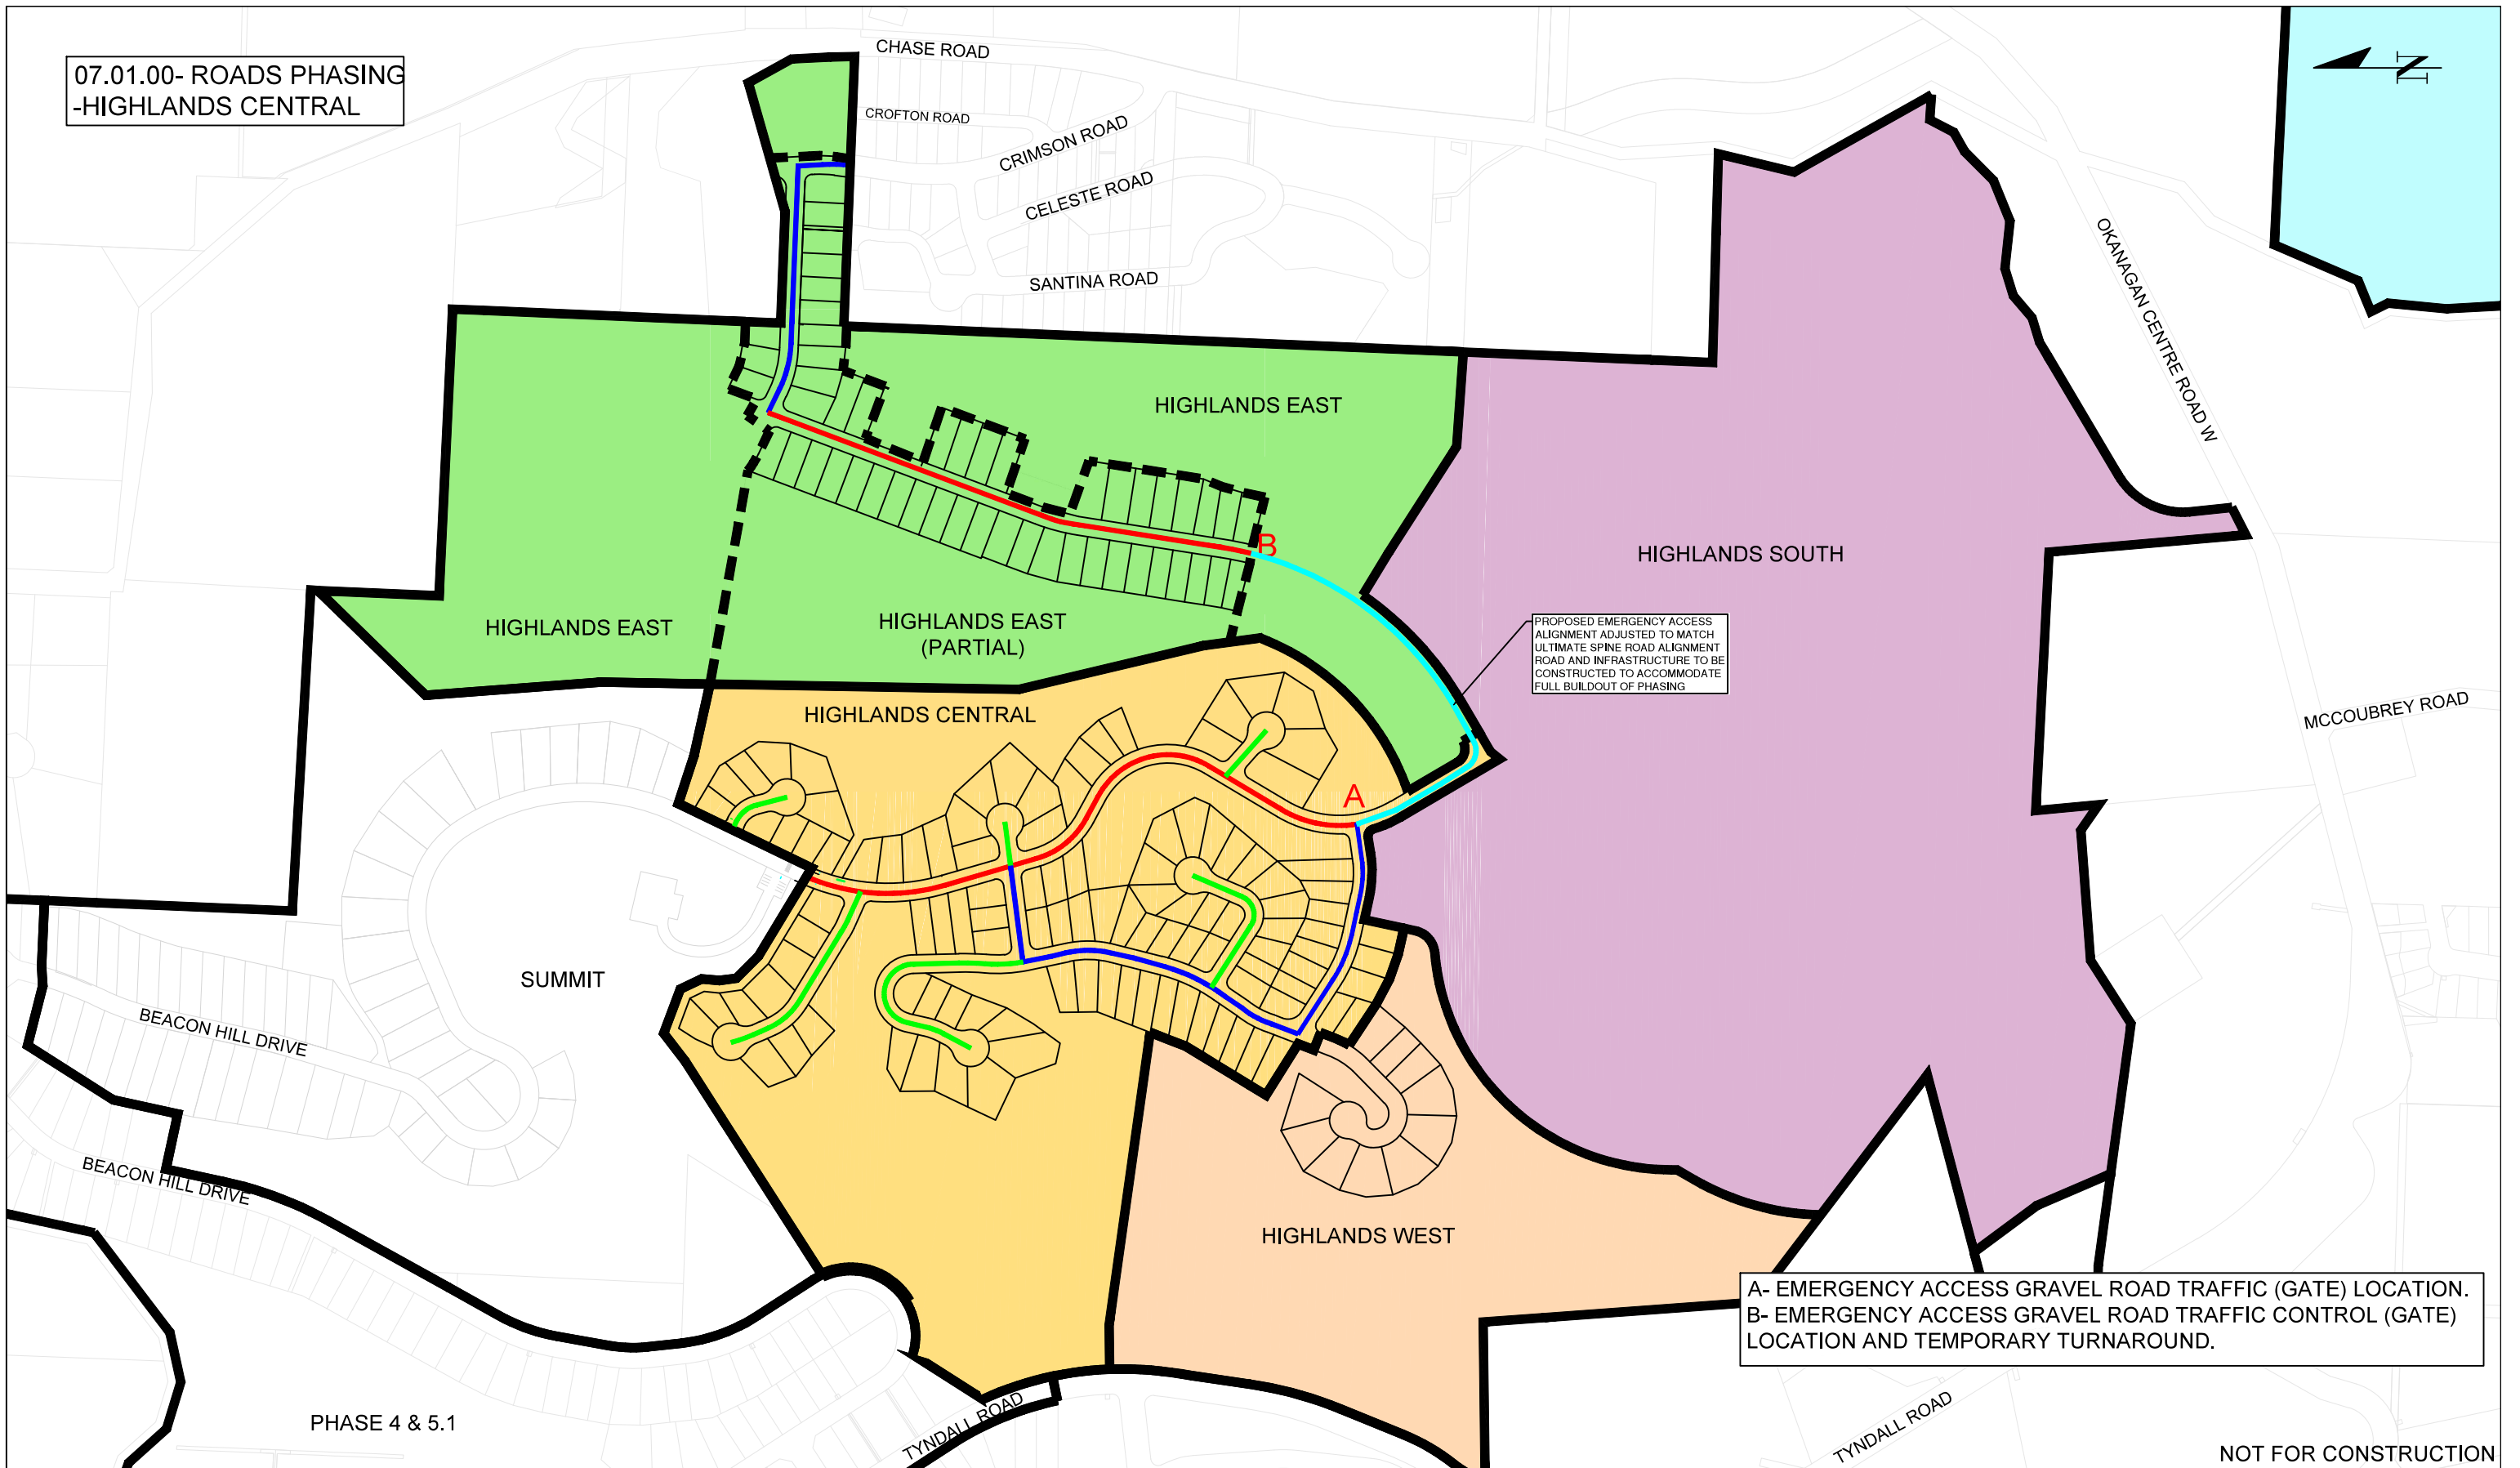 07.01.00- ROADS PHASING
-HIGHLANDS CENTRAL
CHASE ROAD
CROFTON ROAD
CRIMSON ROAD
CELESTE ROAD
SANTINA ROAD
N
OKANAGAN CENTRE ROAD W
HIGHLANDS EAST
B
HIGHLANDS SOUTH
HIGHLANDS EAST
HIGHLANDS EAST
(PARTIAL)
PROPOSED EMERGENCY ACCESS
ALIGNMENT ADJUSTED TO MATCH
ULTIMATE SPINE ROAD ALIGNMENT
ROAD AND INFRASTRUCTURE TO BE
CONSTRUCTED TO ACCOMMODATE
FULL BUILDOUT OF PHASING
HIGHLANDS CENTRAL
MCCOUBREY ROAD
A
SUMMIT
BEACON HILL DRIVE
BEACON HILL DRIVE
HIGHLANDS WEST
A- EMERGENCY ACCESS GRAVEL ROAD TRAFFIC (GATE) LOCATION.
B- EMERGENCY ACCESS GRAVEL ROAD TRAFFIC CONTROL (GATE)
LOCATION AND TEMPORARY TURNAROUND.
PHASE 4 & 5.1
TYNDALL ROAD
TYNDALL ROAD
NOT FOR CONSTRUCTION